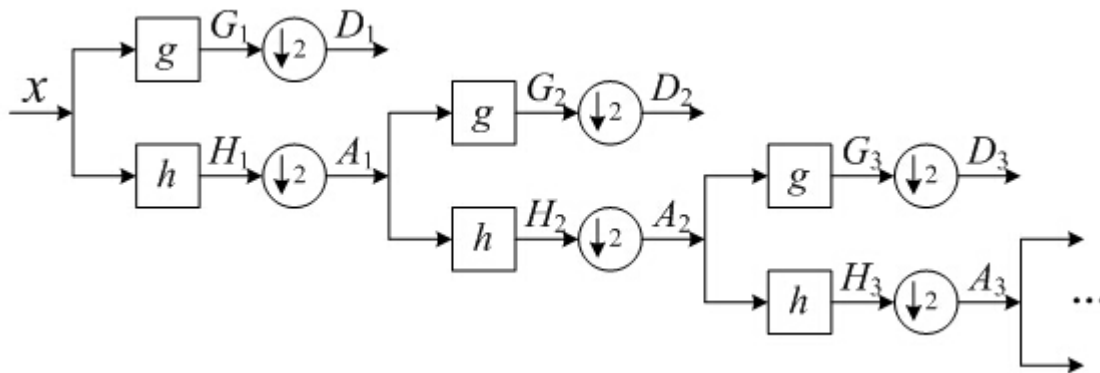 G₁ D₁
g ↓2
x
G₂ D₂
H₁ A₁ g ↓2
h ↓2
G₃ D₃
H₂ A₂ g ↓2
h ↓2
H₃ A₃
h ↓2 ...